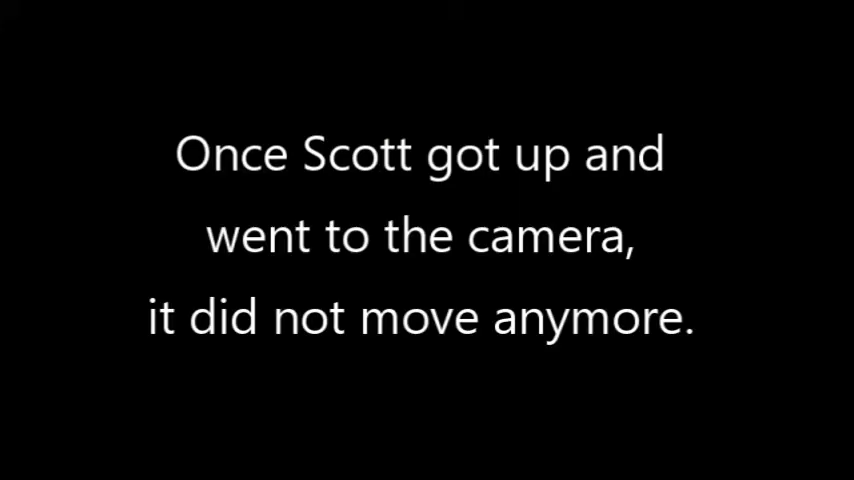 Once Scott got up and
went to the camera,
it did not move anymore.